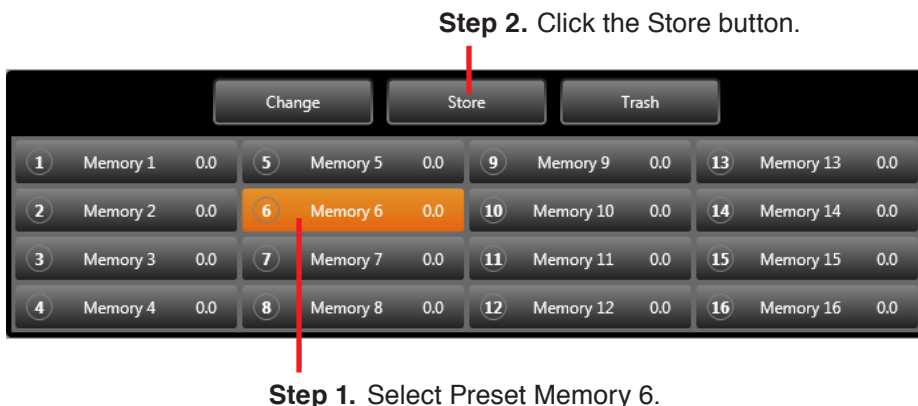 Step 2. Click the Store button.
Change Store Trash
1 Memory 1 0.0 5 Memory 5 0.0 9 Memory 9 0.0 13 Memory 13 0.0
2 Memory 2 0.0 6 Memory 6 0.0 10 Memory 10 0.0 14 Memory 14 0.0
3 Memory 3 0.0 7 Memory 7 0.0 11 Memory 11 0.0 15 Memory 15 0.0
4 Memory 4 0.0 8 Memory 8 0.0 12 Memory 12 0.0 16 Memory 16 0.0
Step 1. Select Preset Memory 6.